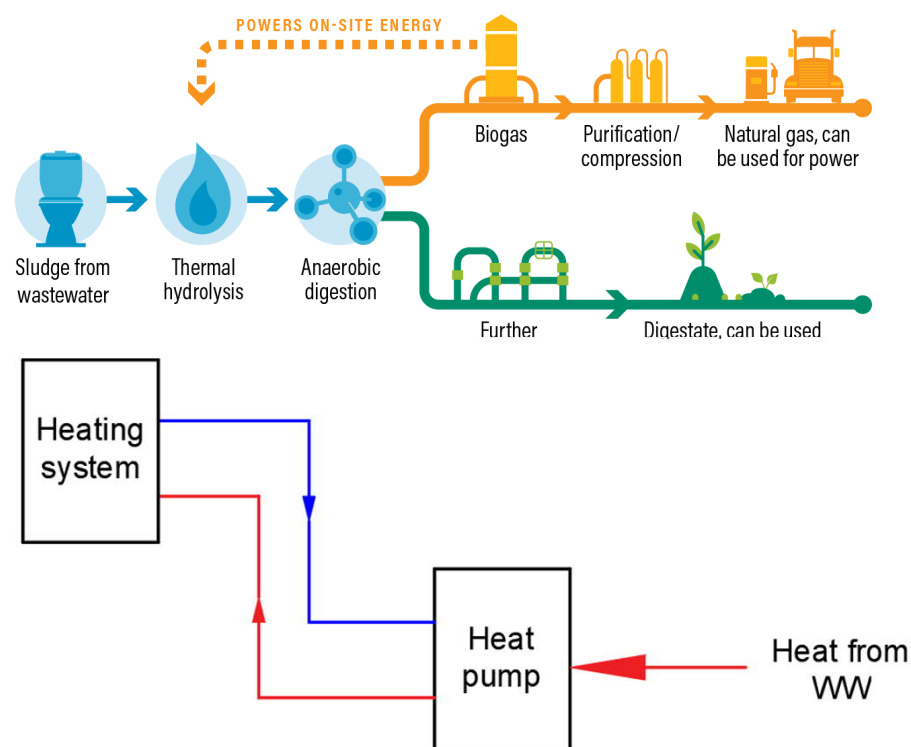 POWERS ON-SITE ENERGY
Biogas
Purification/
compression
Natural gas, can
be used for power
Sludge from
wastewater
Thermal
hydrolysis
Anaerobic
digestion
Further
Digestate, can be used
Heating
system
Heat
pump
Heat from
WW